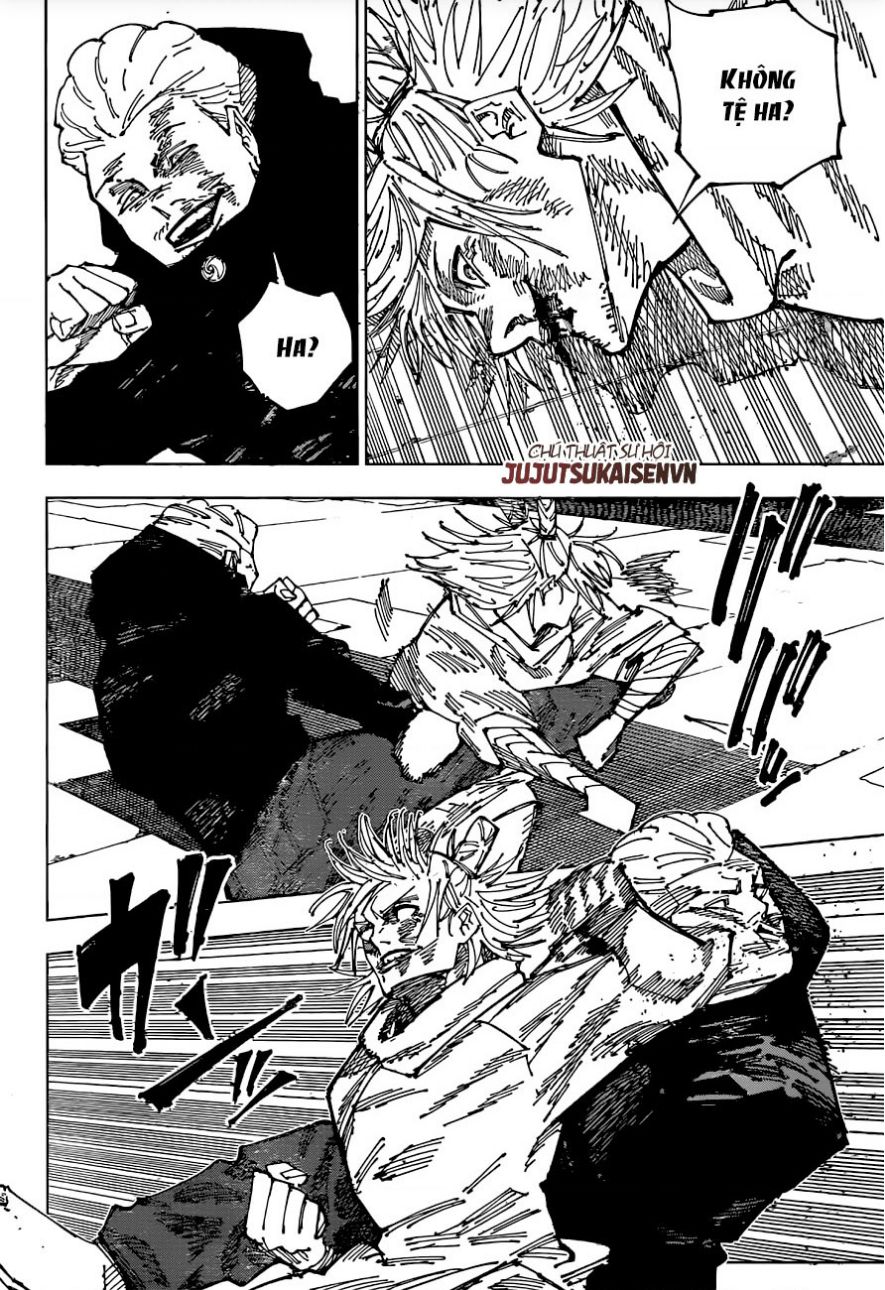 Ha?
Không
tệ ha?
Chú Thuật Sư Hội
JUJUTSUKAISENVN